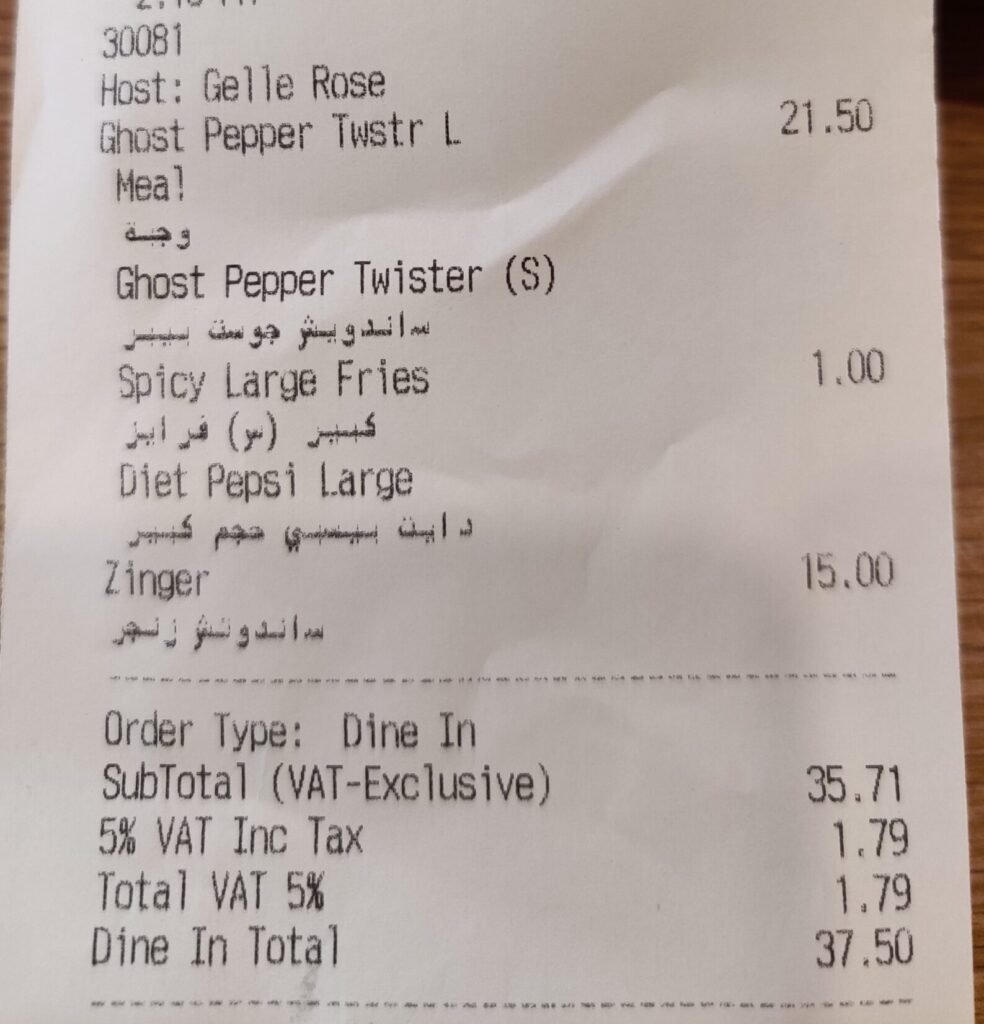 30081
Host: Gelle Rose
Ghost Pepper Twstr L 21.50
Meal
وجبة
Ghost Pepper Twister (S)
ساندويش جوست بيبر
Spicy Large Fries 1.00
كبير (س) فرايز
Diet Pepsi Large
دايت بيبسي حجم كبير
Zinger 15.00
ساندوتش زنجر
Order Type: Dine In
SubTotal (VAT-Exclusive) 35.71
5% VAT Inc Tax 1.79
Total VAT 5% 1.79
Dine In Total 37.50